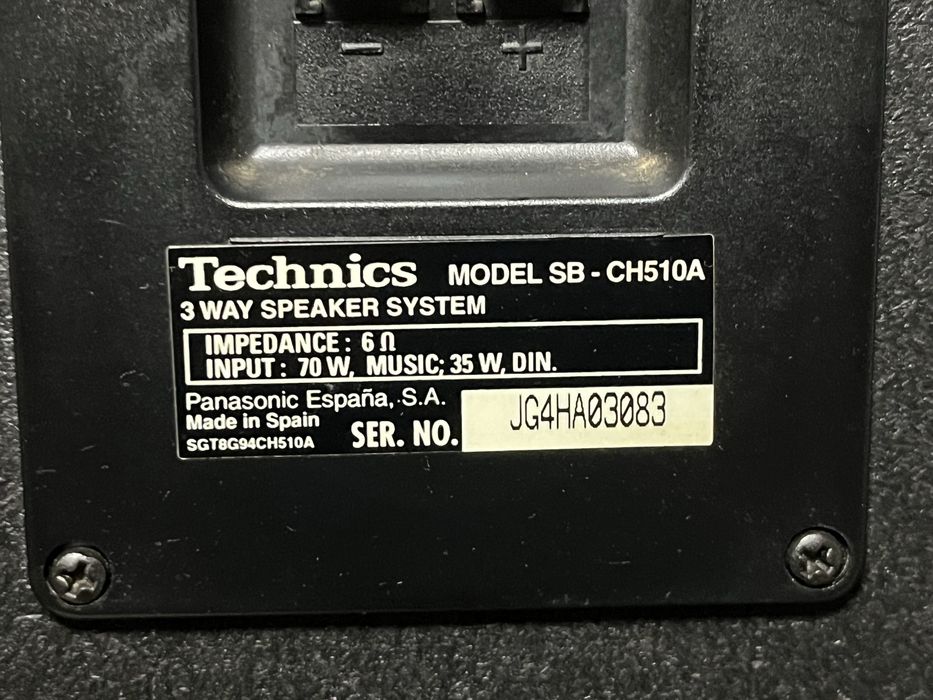 - +
Technics MODEL SB - CH510A
3 WAY SPEAKER SYSTEM
IMPEDANCE : 6 Ω
INPUT : 70 W, MUSIC; 35 W, DIN.
Panasonic España, S.A.
Made in Spain
SGT8G94CH510A SER. NO. JG4HA03083